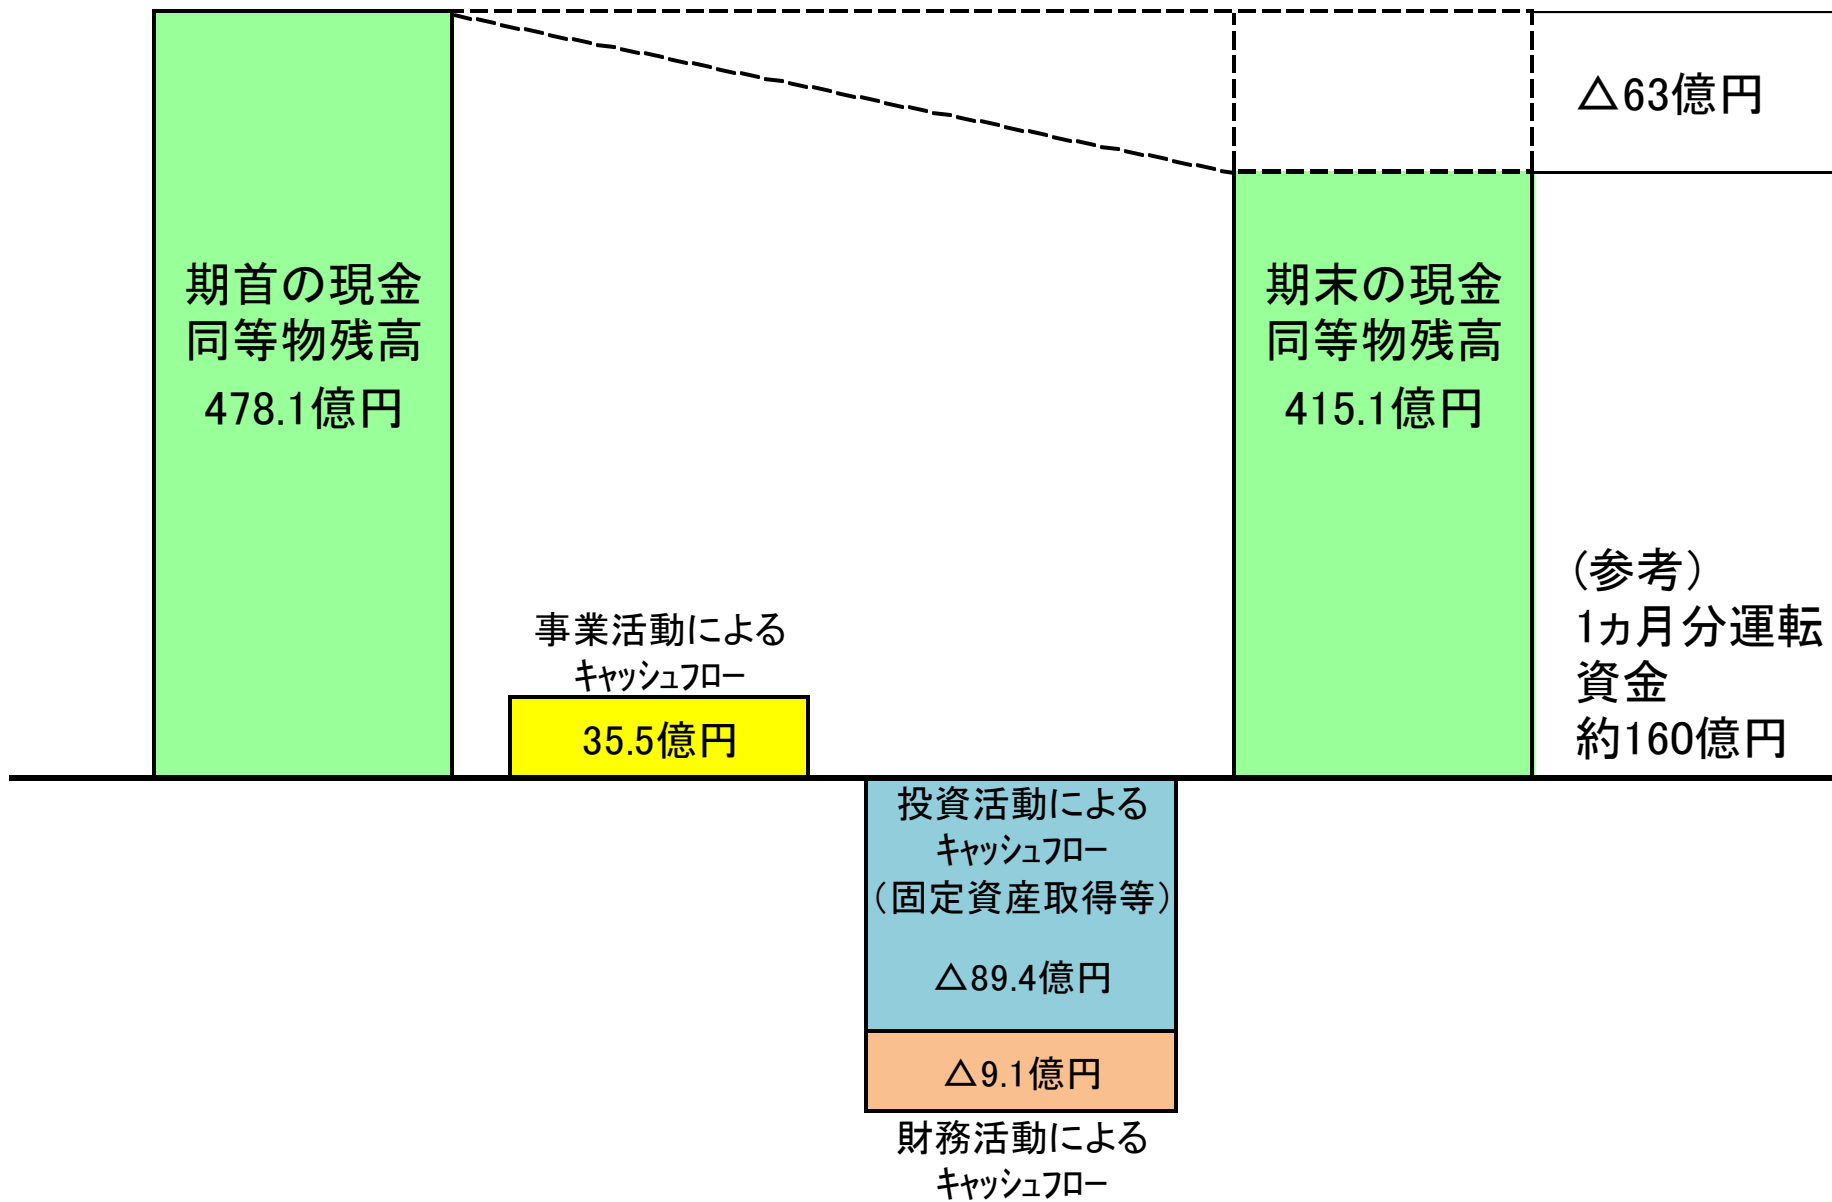 △63億円
期首の現金
同等物残高
478.1億円
期末の現金
同等物残高
415.1億円
(参考)
1ヵ月分運転
資金
約160億円
事業活動による
ｷｬｯｼｭﾌﾛｰ
35.5億円
投資活動による
ｷｬｯｼｭﾌﾛｰ
(固定資産取得等)
△89.4億円
△9.1億円
財務活動による
ｷｬｯｼｭﾌﾛｰ